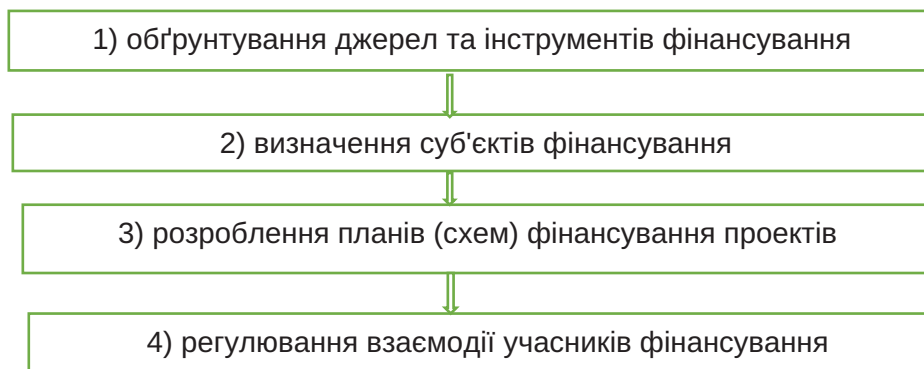 1) обґрунтування джерел та інструментів фінансування
2) визначення суб'єктів фінансування
3) розроблення планів (схем) фінансування проектів
4) регулювання взаємодії учасників фінансування